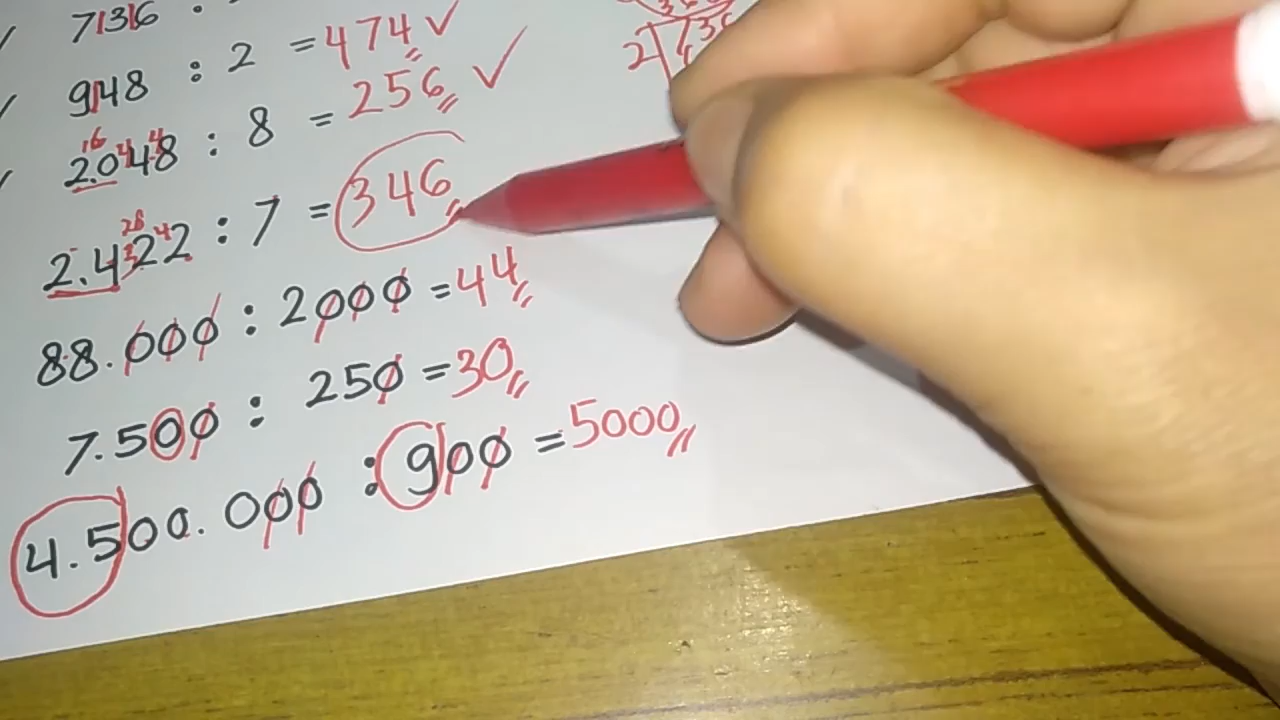 7136 :
948 : 2 = 474 ✓
2.048 : 8 = 256 ✓
2.422 : 7 = 346
88.000 : 2000 = 44
7.500 : 250 = 30
4.500.000 : 900 = 5000